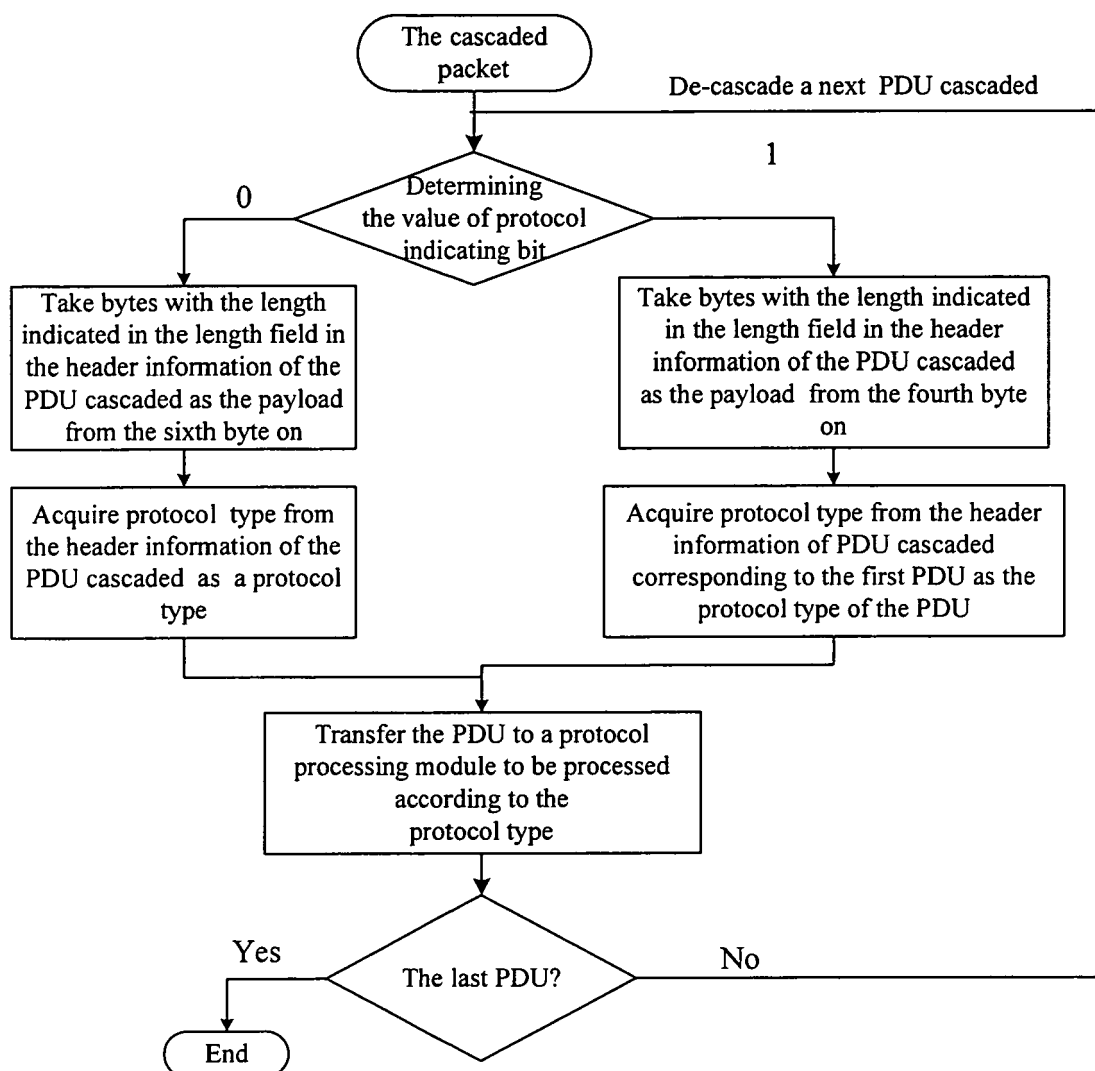 The cascaded
packet
De-cascade a next PDU cascaded
0
1
Determining
the value of protocol
indicating bit
Take bytes with the length
indicated in the length field in
the header information of the
PDU cascaded as the payload
from the sixth byte on
Take bytes with the length indicated
in the length field in the header
information of the PDU cascaded
as the payload from the fourth byte
on
Acquire protocol type from
the header information of the
PDU cascaded as a protocol
type
Acquire protocol type from the header
information of PDU cascaded
corresponding to the first PDU as the
protocol type of the PDU
Transfer the PDU to a protocol
processing module to be processed
according to the
protocol type
Yes
The last PDU?
No
End